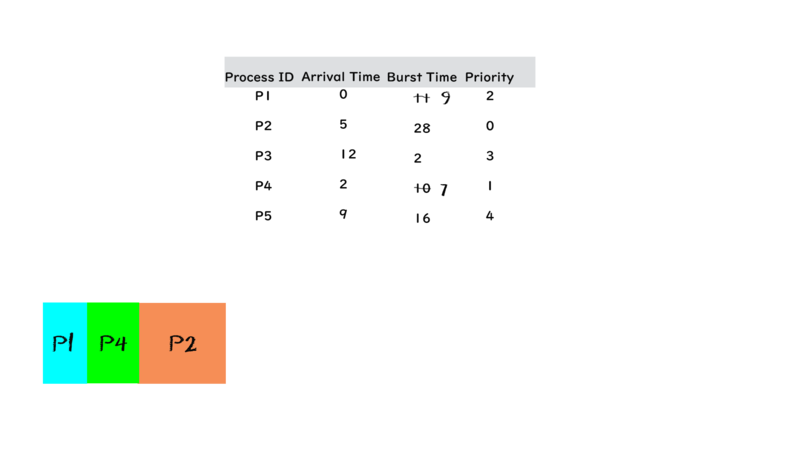 Process ID Arrival Time Burst Time Priority
P1 0 11 9 2
P2 5 28 0
P3 12 2 3
P4 2 10 7 1
P5 9 16 4
P1 P4 P2